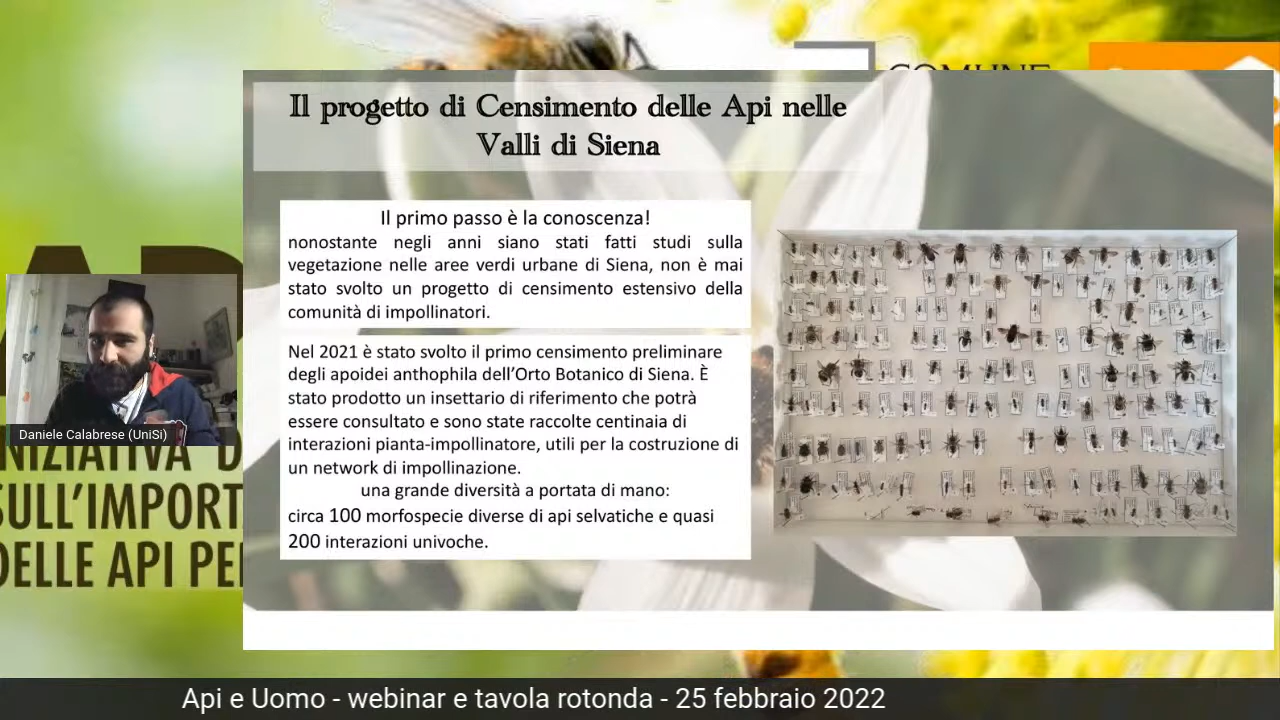 COMUNE
Il progetto di Censimento delle Api nelle
Valli di Siena
Il primo passo è la conoscenza!
nonostante negli anni siano stati fatti studi sulla
vegetazione nelle aree verdi urbane di Siena, non è mai
stato svolto un progetto di censimento estensivo della
comunità di impollinatori.
Nel 2021 è stato svolto il primo censimento preliminare
degli apoidei anthophila dell'Orto Botanico di Siena. È
stato prodotto un insettario di riferimento che potrà
essere consultato e sono state raccolte centinaia di
interazioni pianta-impollinatore, utili per la costruzione di
un network di impollinazione.
una grande diversità a portata di mano:
circa 100 morfospecie diverse di api selvatiche e quasi
200 interazioni univoche.
Daniele Calabrese (UniSi)
NIZIATIVA D
SULL'IMPORT
DELLE API PE
Api e Uomo - webinar e tavola rotonda - 25 febbraio 2022